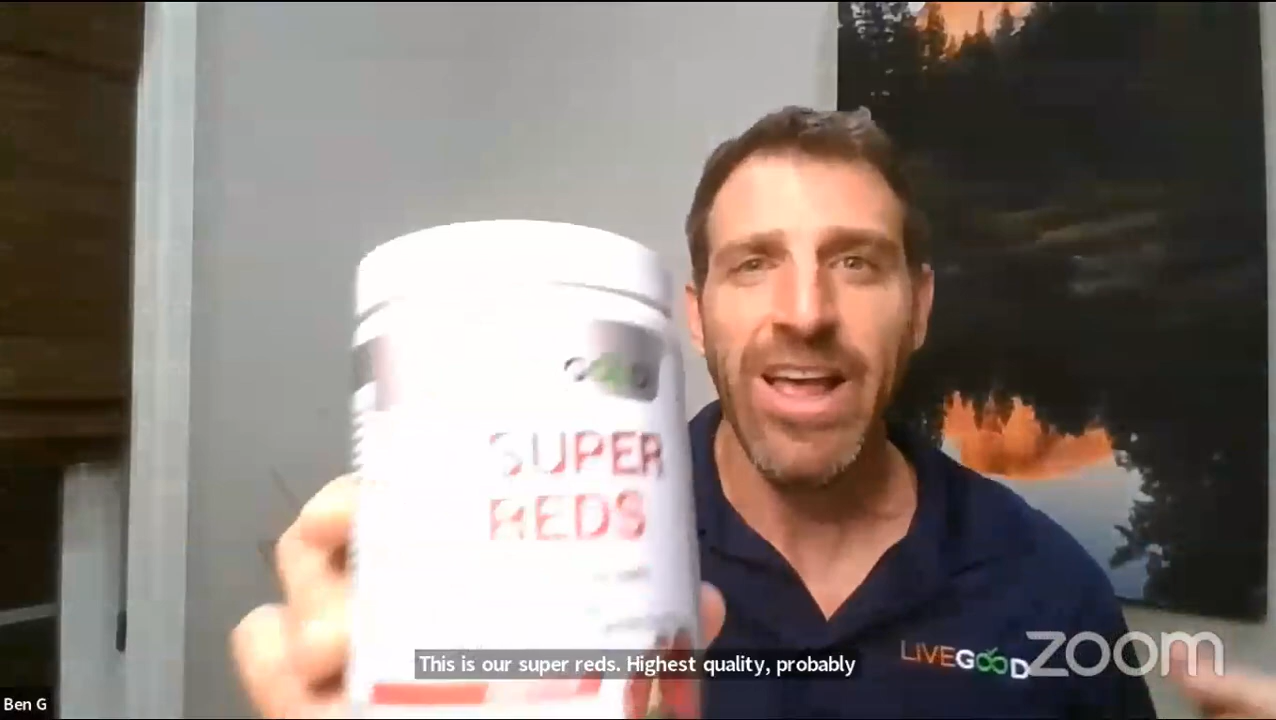 SUPER
REDS
This is our super reds. Highest quality, probably
LIVEGOOD
zoom
Ben G